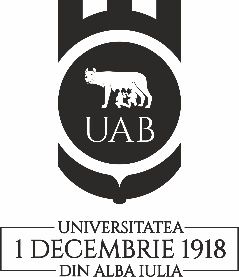 UAB
UNIVERSITATEA
1 DECEMBRIE 1918
DIN ALBA IULIA